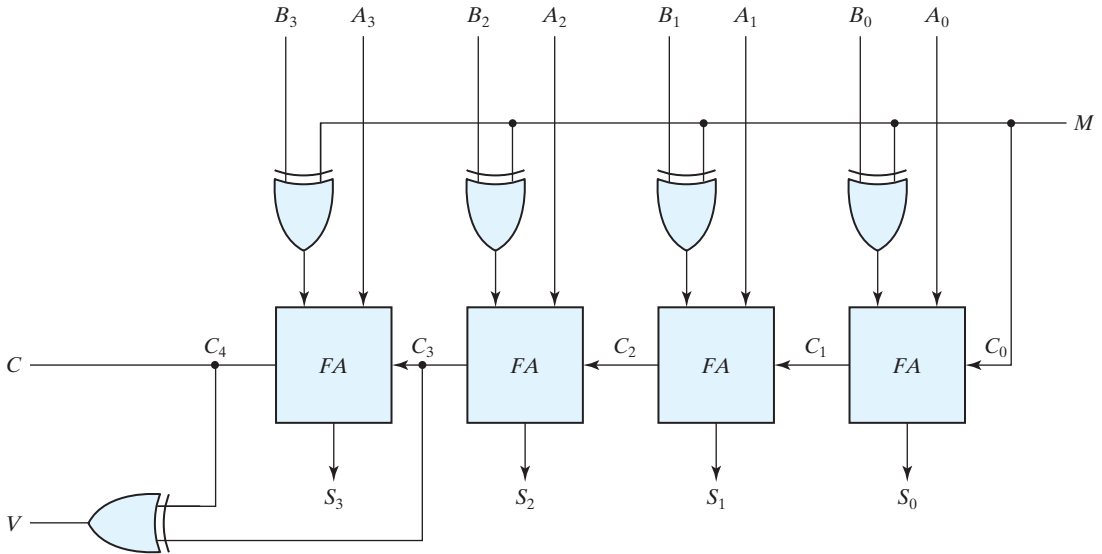 B3 A3 B2 A2 B1 A1 B0 A0
M
C C4 FA C3 FA C2 FA C1 FA C0
S3 S2 S1 S0
V